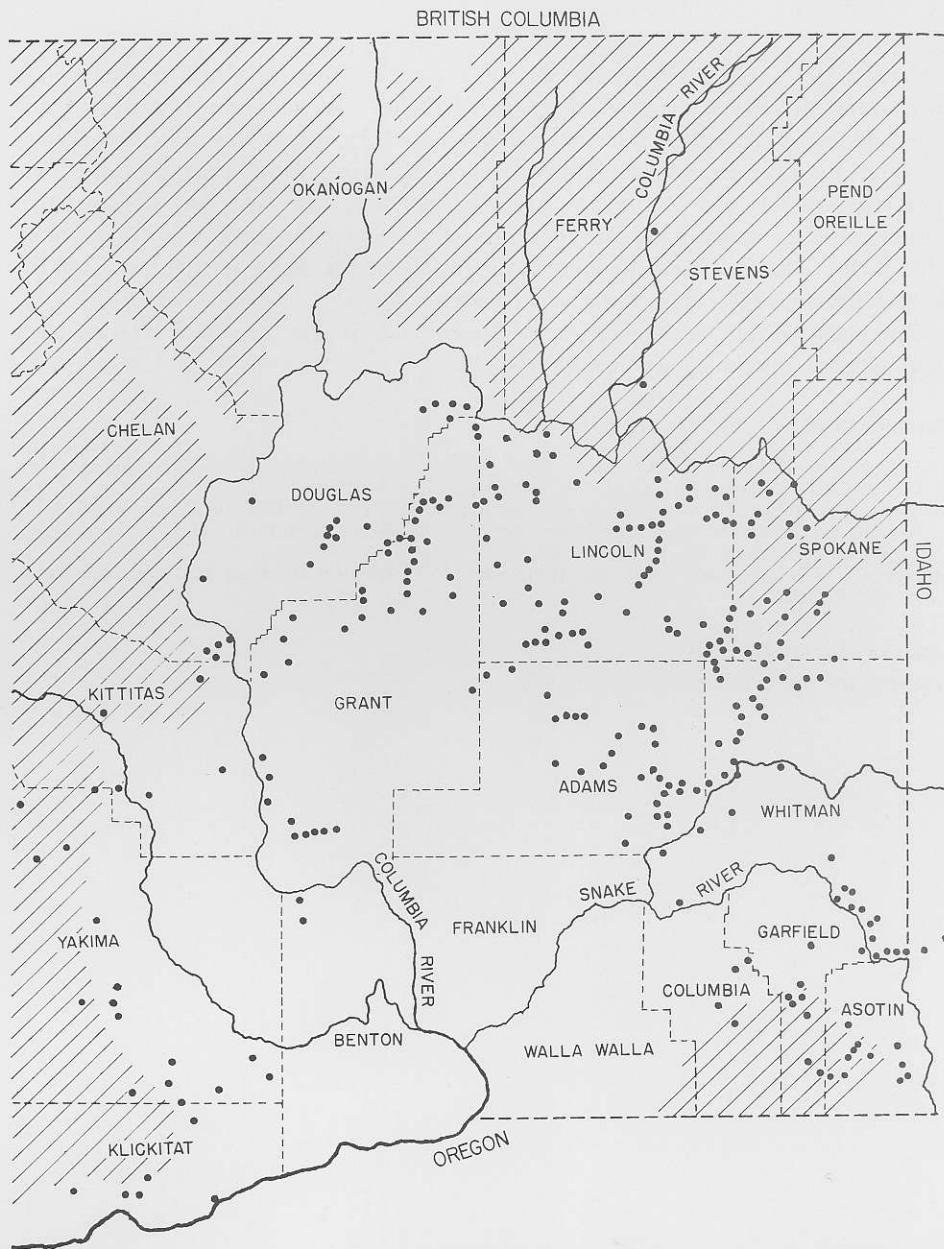 BRITISH COLUMBIA
COLUMBIA RIVER
OKANOGAN
FERRY
PEND
OREILLE
STEVENS
CHELAN
DOUGLAS
LINCOLN
SPOKANE
IDAHO
KITTITAS
GRANT
ADAMS
WHITMAN
COLUMBIA
RIVER
SNAKE RIVER
YAKIMA
FRANKLIN
GARFIELD
COLUMBIA
ASOTIN
BENTON
WALLA WALLA
KLICKITAT
OREGON